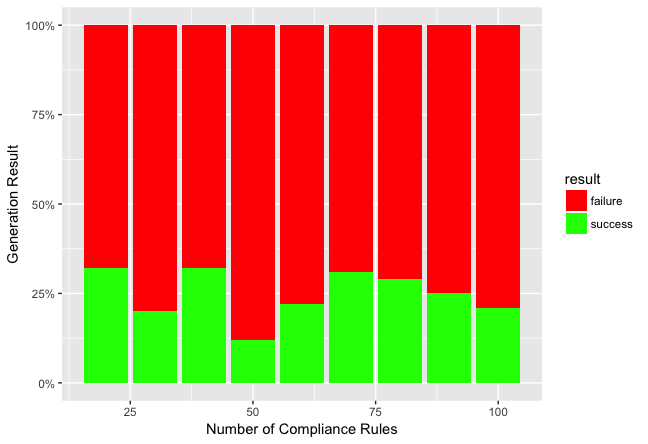 100%
75%
50%
25%
0%
Generation Result
25
50
75
100
Number of Compliance Rules
result
failure
success